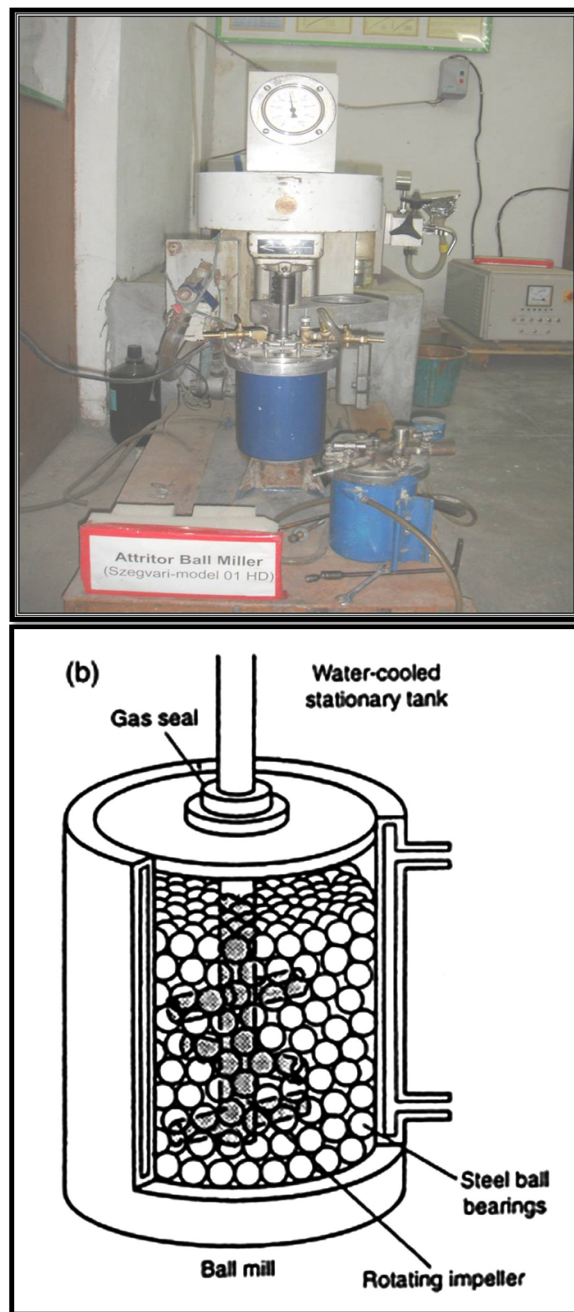 Attritor Ball Miller
(Szegvari-model 01 HD)
(b)
Water-cooled
stationary tank
Gas seal
Steel ball
bearings
Rotating impeller
Ball mill